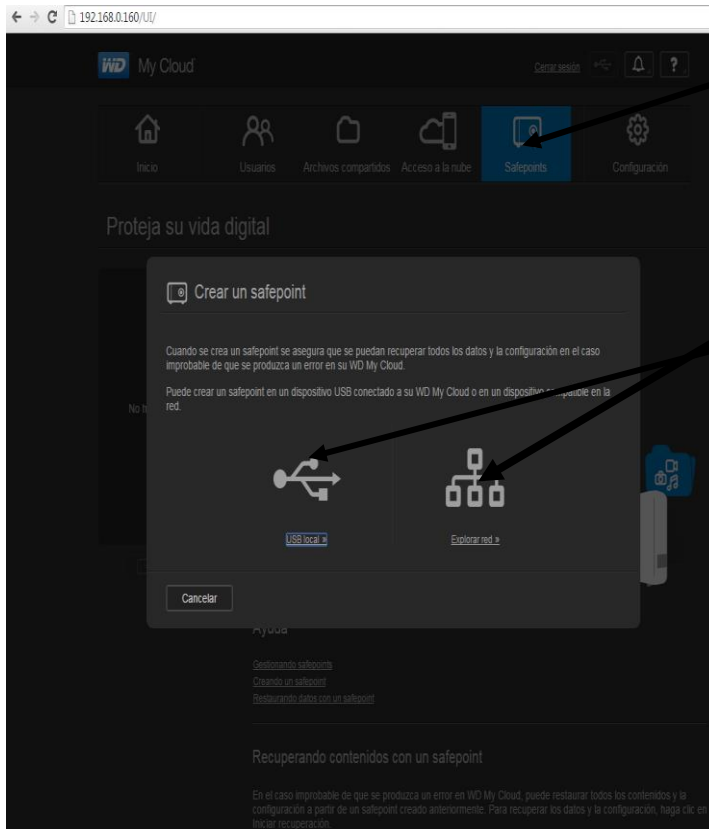 192.168.0.160/UI/
WD My Cloud
Cerrar sesión
?
Inicio
Usuarios
Archivos compartidos
Acceso a la nube
Safepoints
Configuración
Proteja su vida digital
Crear un safepoint
Cuando se crea un safepoint se asegura que se puedan recuperar todos los datos y la configuración en el caso
improbable de que se produzca un error en su WD My Cloud.
Puede crear un safepoint en un dispositivo USB conectado a su WD My Cloud o en un dispositivo compatible en la
red.
No h
USB local »
Explorar red »
Cancelar
Ayuda
Gestionando safepoints
Creando un safepoint
Restaurando datos con un safepoint
Recuperando contenidos con un safepoint
En el caso improbable de que se produzca un error en WD My Cloud, puede restaurar todos los contenidos y la
configuración a partir de un safepoint creado anteriormente. Para recuperar los datos y la configuración, haga clic en
Iniciar recuperación.